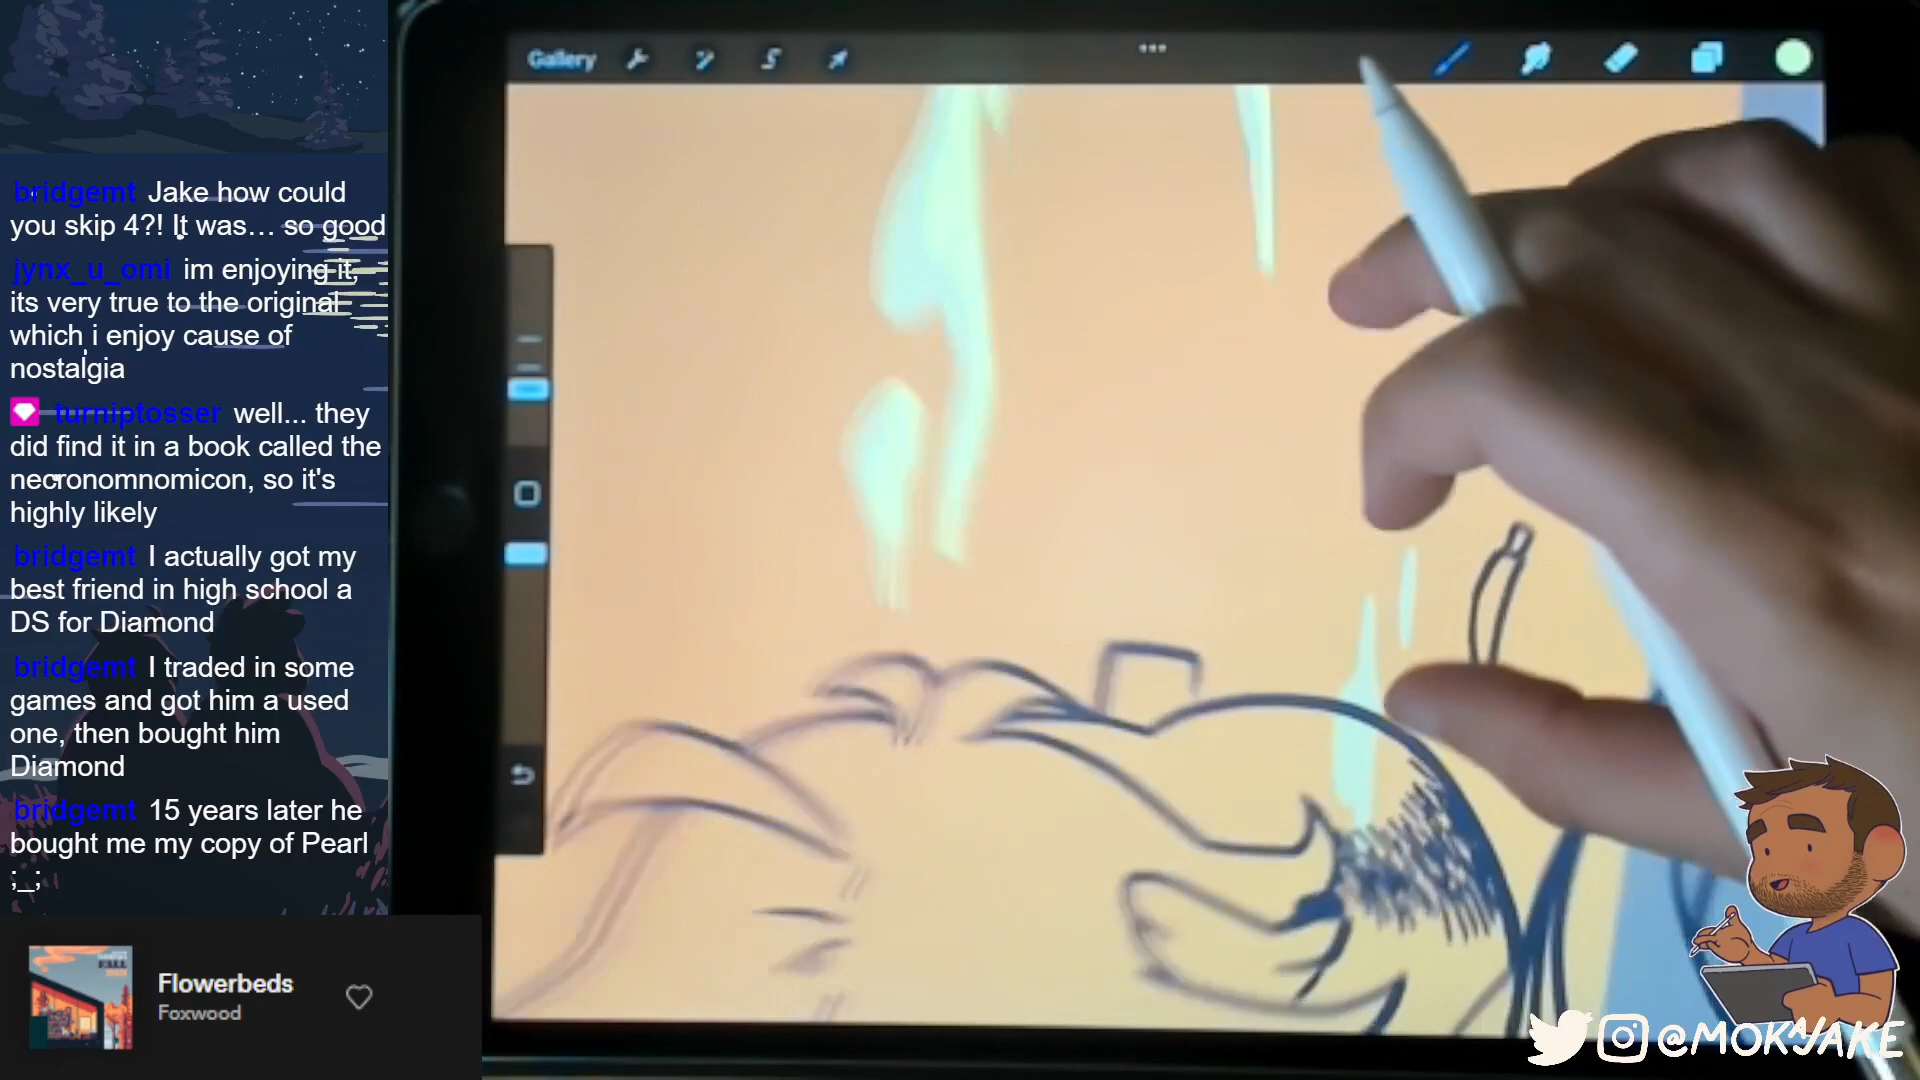 Gallery
bridgemt Jake how could
you skip 4?! It was... so good
jynx_u_omi im enjoying it,
its very true to the original
which i enjoy cause of
nostalgia
turniptosser well... they
did find it in a book called the
necronomnomicon, so it's
highly likely
bridgemt I actually got my
best friend in high school a
DS for Diamond
bridgemt I traded in some
games and got him a used
one, then bought him
Diamond
bridgemt 15 years later he
bought me my copy of Pearl
;_;
Flowerbeds
Foxwood
@MOKAJAKE